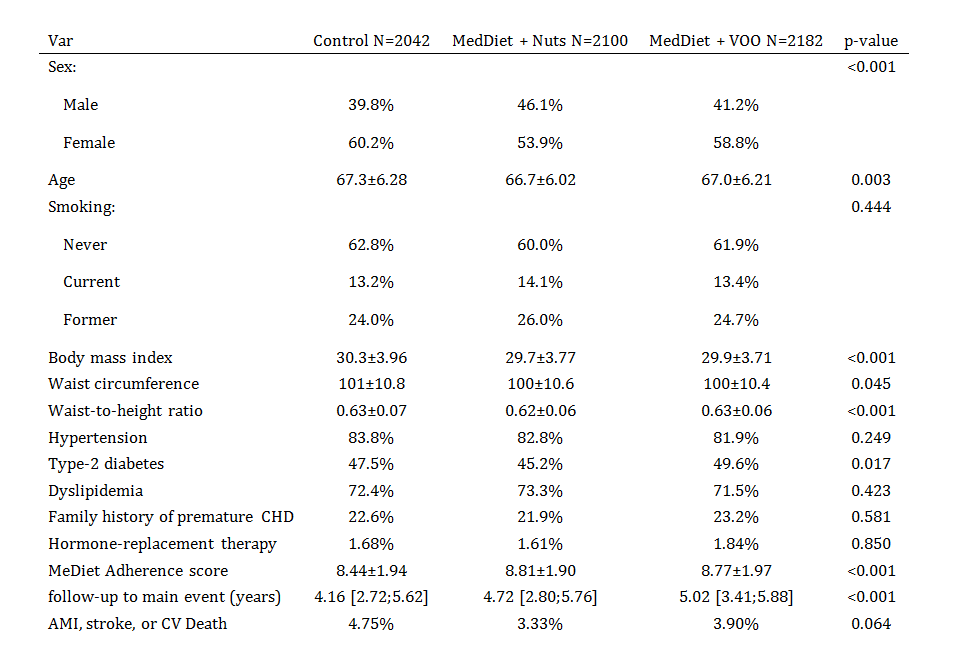 Var Control N=2042 MedDiet + Nuts N=2100 MedDiet + VOO N=2182 p-value
Sex: <0.001
Male 39.8% 46.1% 41.2%
Female 60.2% 53.9% 58.8%
Age 67.3±6.28 66.7±6.02 67.0±6.21 0.003
Smoking: 0.444
Never 62.8% 60.0% 61.9%
Current 13.2% 14.1% 13.4%
Former 24.0% 26.0% 24.7%
Body mass index 30.3±3.96 29.7±3.77 29.9±3.71 <0.001
Waist circumference 101±10.8 100±10.6 100±10.4 0.045
Waist-to-height ratio 0.63±0.07 0.62±0.06 0.63±0.06 <0.001
Hypertension 83.8% 82.8% 81.9% 0.249
Type-2 diabetes 47.5% 45.2% 49.6% 0.017
Dyslipidemia 72.4% 73.3% 71.5% 0.423
Family history of premature CHD 22.6% 21.9% 23.2% 0.581
Hormone-replacement therapy 1.68% 1.61% 1.84% 0.850
MeDiet Adherence score 8.44±1.94 8.81±1.90 8.77±1.97 <0.001
follow-up to main event (years) 4.16 [2.72;5.62] 4.72 [2.80;5.76] 5.02 [3.41;5.88] <0.001
AMI, stroke, or CV Death 4.75% 3.33% 3.90% 0.064